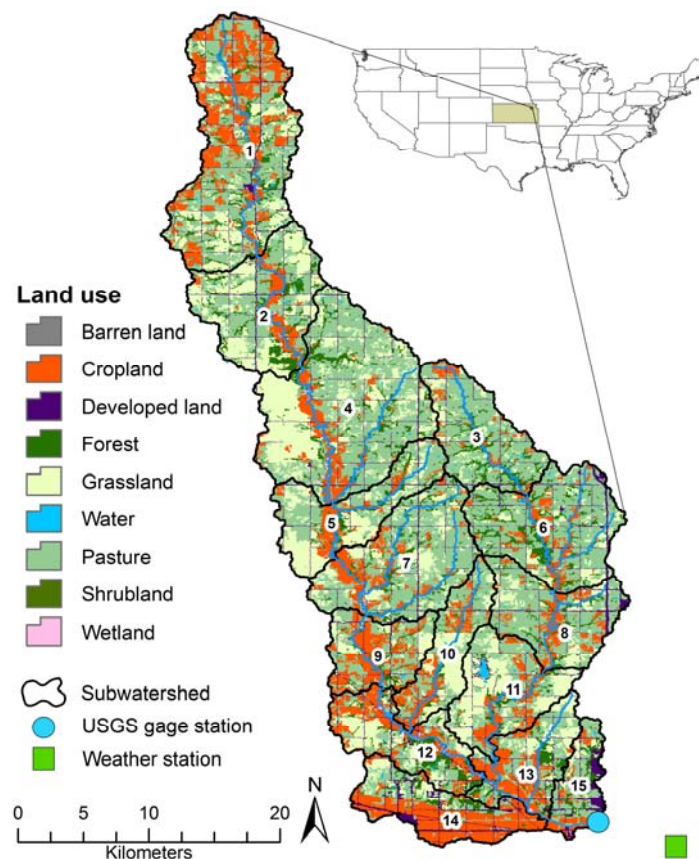 1
2
4
3
5
6
7
8
9
10
11
12
13
15
14
Land use
Barren land
Cropland
Developed land
Forest
Grassland
Water
Pasture
Shrubland
Wetland
Subwatershed
USGS gage station
Weather station
N
0 5 10 20
Kilometers